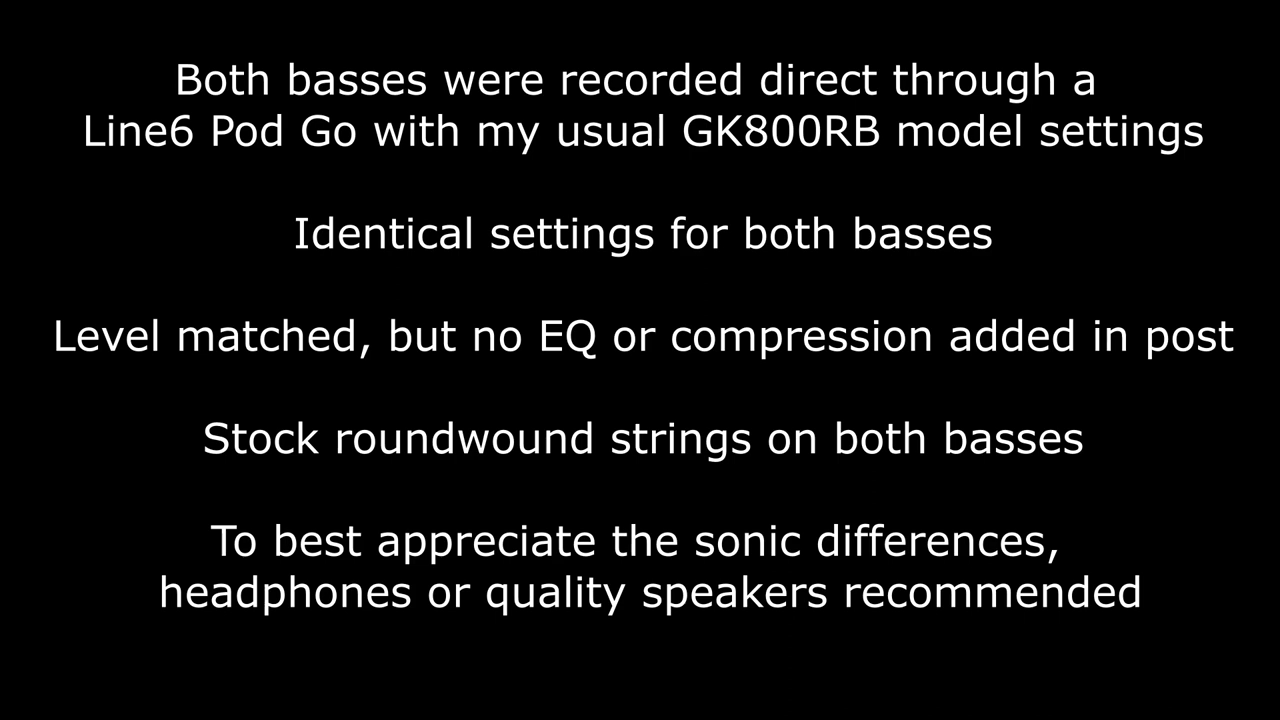 Both basses were recorded direct through a
Line6 Pod Go with my usual GK800RB model settings
Identical settings for both basses
Level matched, but no EQ or compression added in post
Stock roundwound strings on both basses
To best appreciate the sonic differences,
headphones or quality speakers recommended